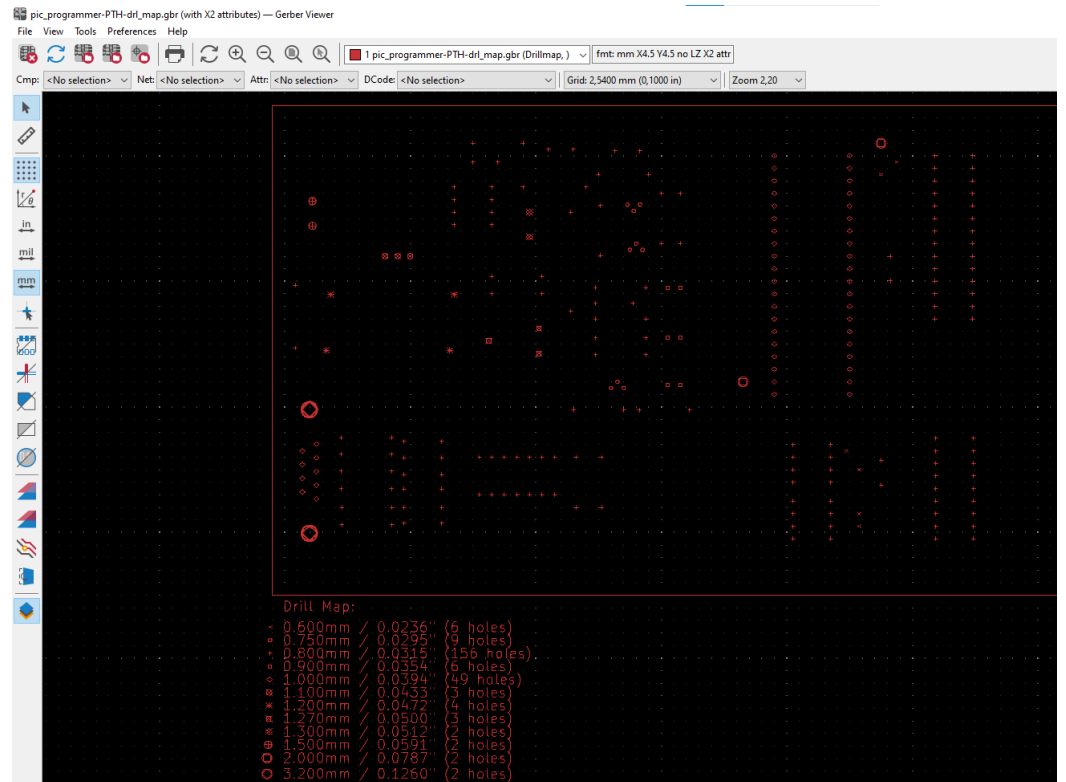 pic_programmer-PTH-drl_map.gbr (with X2 attributes) — Gerber Viewer
File View Tools Preferences Help
1 pic_programmer-PTH-drl_map.gbr (Drillmap, ) fmt: mm X4.5 Y4.5 no LZ X2 attr
Cmp: <No selection> Net: <No selection> Attr: <No selection> DCode: <No selection> Grid: 2,5400 mm (0,1000 in) Zoom 2,20
in
mil
mm
Drill Map:
0.600mm / 0.0236" (6 holes)
0.750mm / 0.0295" (9 holes)
0.800mm / 0.0315" (156 holes)
0.900mm / 0.0354" (6 holes)
1.000mm / 0.0394" (49 holes)
1.100mm / 0.0433" (3 holes)
1.200mm / 0.0472" (4 holes)
1.270mm / 0.0500" (3 holes)
1.300mm / 0.0512" (2 holes)
1.500mm / 0.0591" (2 holes)
2.000mm / 0.0787" (2 holes)
3.200mm / 0.1260" (2 holes)